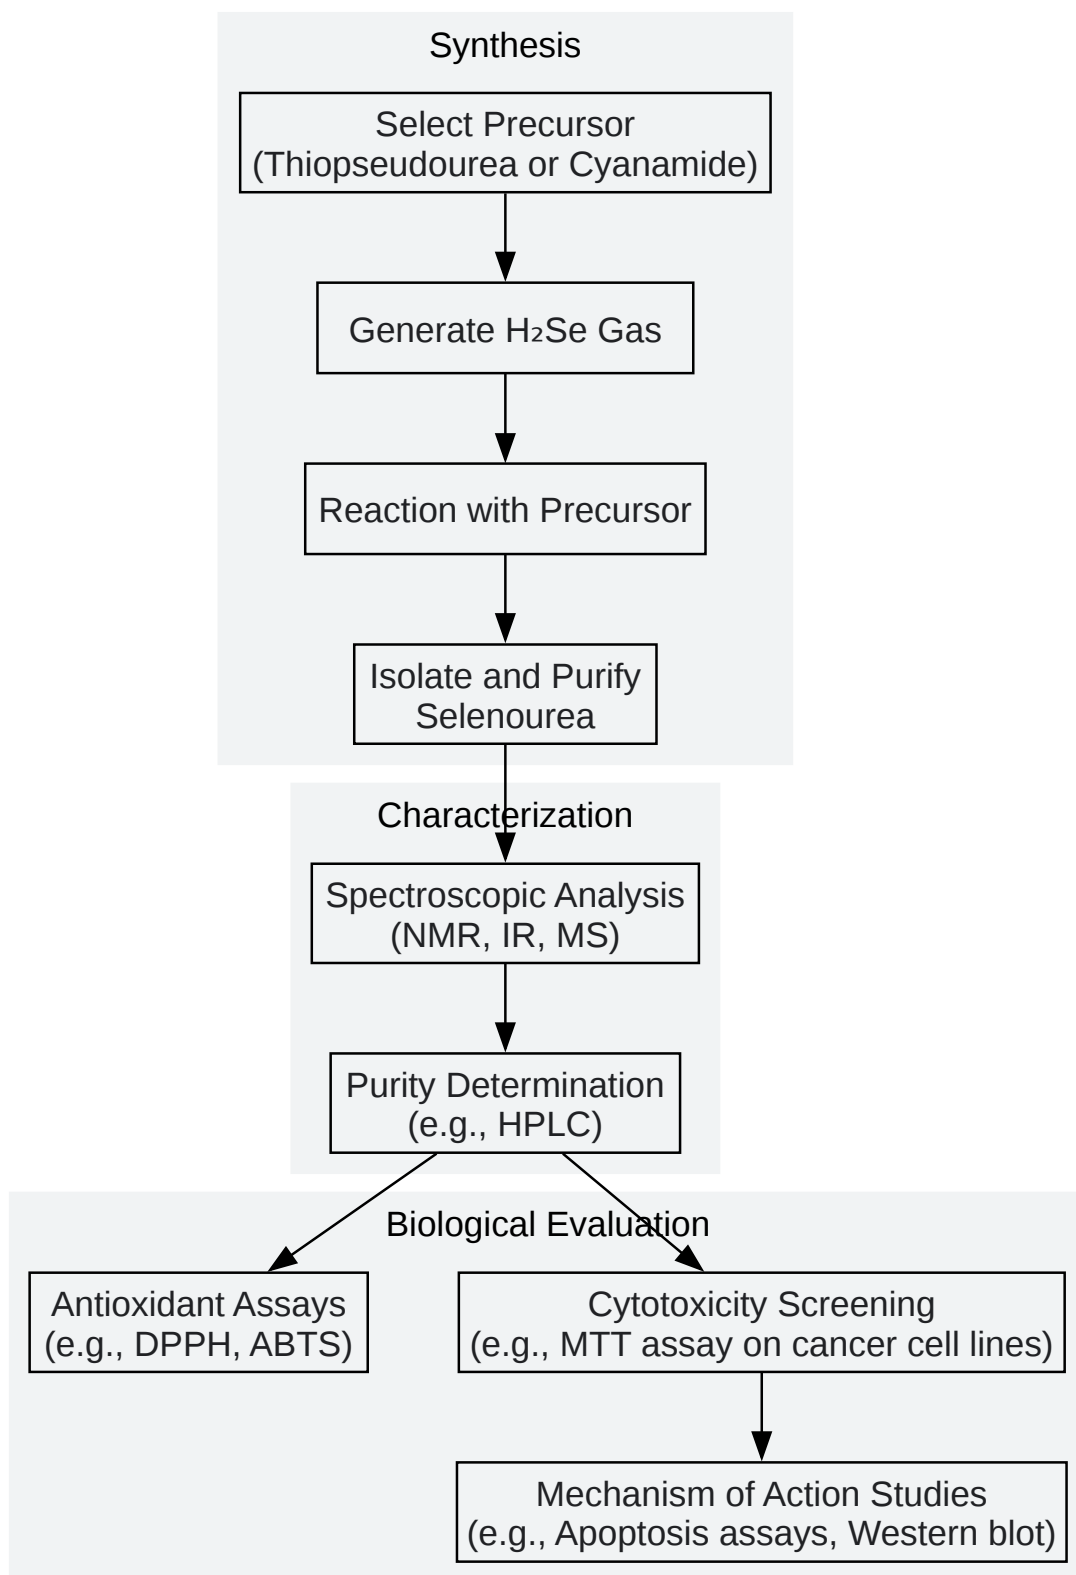 Synthesis
Select Precursor
(Thiopseudourea or Cyanamide)
Generate H₂Se Gas
Reaction with Precursor
Isolate and Purify
Selenourea
Characterization
Spectroscopic Analysis
(NMR, IR, MS)
Purity Determination
(e.g., HPLC)
Biological Evaluation
Antioxidant Assays
(e.g., DPPH, ABTS)
Cytotoxicity Screening
(e.g., MTT assay on cancer cell lines)
Mechanism of Action Studies
(e.g., Apoptosis assays, Western blot)